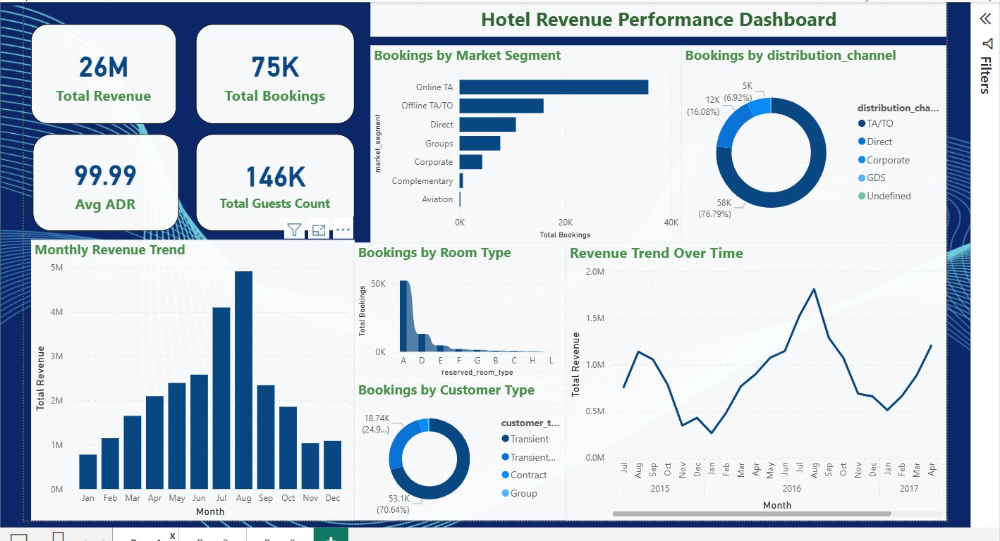 Hotel Revenue Performance Dashboard
26M
Total Revenue
75K
Total Bookings
99.99
Avg ADR
146K
Total Guests Count
Bookings by Market Segment
market_segment
Online TA
Offline TA/TO
Direct
Groups
Corporate
Complementary
Aviation
0K 20K 40K
Total Bookings
Bookings by distribution_channel
5K
(6.92%)
12K
(16.08%)
58K
(76.79%)
distribution_cha...
TA/TO
Direct
Corporate
GDS
Undefined
Filters
Monthly Revenue Trend
Total Revenue
5M
4M
3M
2M
1M
0M
Jan Feb Mar Apr May Jun Jul Aug Sep Oct Nov Dec
Month
Bookings by Room Type
Total Bookings
50K
0K
A D E F G B C H L
reserved_room_type
Bookings by Customer Type
18.74K
(24.9...)
53.1K
(70.64%)
customer_t...
Transient
Transient...
Contract
Group
Revenue Trend Over Time
Total Revenue
2.0M
1.5M
1.0M
0.5M
0.0M
Jul Aug Sep Oct Nov Dec Jan Feb Mar Apr May Jun Jul Aug Sep Oct Nov Dec Jan Feb Mar Apr
2015 2016 2017
Month
x